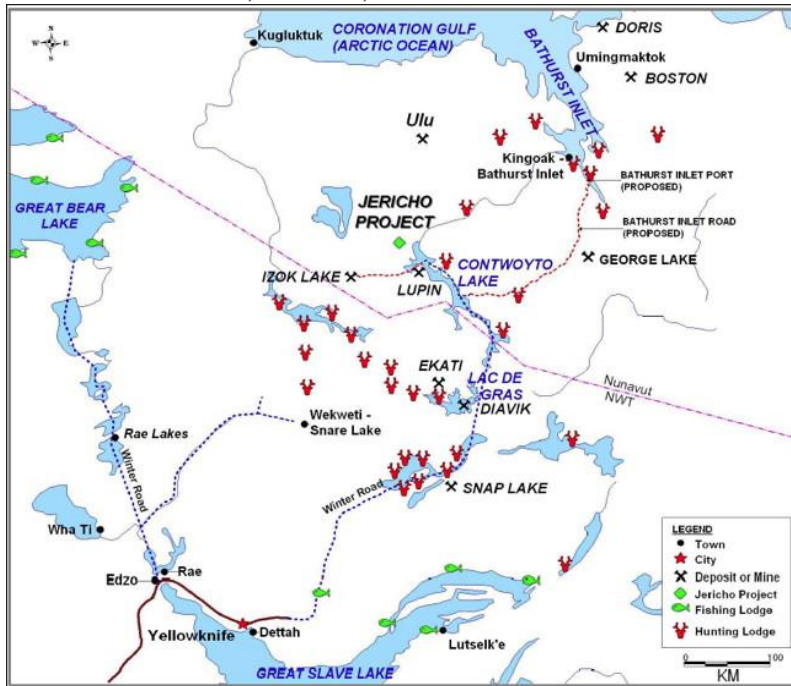 Kugluktuk
CORONATION GULF
(ARCTIC OCEAN)
DORIS
Umingmaktok
BOSTON
BATHURST INLET
Ulu
Kingoak -
Bathurst Inlet
BATHURST INLET PORT
(PROPOSED)
JERICHO
PROJECT
GREAT BEAR
LAKE
BATHURST INLET ROAD
(PROPOSED)
GEORGE LAKE
CONTWOYTO
LAKE
IZOK LAKE
LUPIN
EKATI
LAC DE
GRAS
DIAVIK
Nunavut
NWT
Wekweti -
Snare Lake
Rae Lakes
Winter Road
Winter Road
SNAP LAKE
Wha Ti
Rae
Edzo
Yellowknife
Dettah
Lutselk'e
GREAT SLAVE LAKE
LEGEND
Town
City
Deposit or Mine
Jericho Project
Fishing Lodge
Hunting Lodge
0 100
KM
N
W E
S